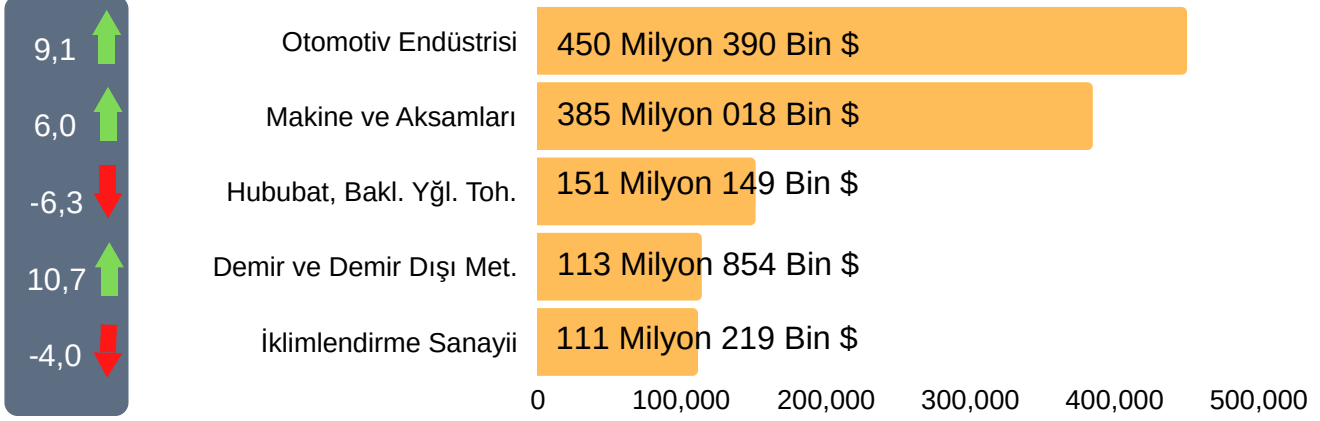 9,1 Otomotiv Endüstrisi 450 Milyon 390 Bin $
6,0 Makine ve Aksamları 385 Milyon 018 Bin $
-6,3 Hububat, Bakl. Yğl. Toh. 151 Milyon 149 Bin $
10,7 Demir ve Demir Dışı Met. 113 Milyon 854 Bin $
-4,0 İklimlendirme Sanayii 111 Milyon 219 Bin $
0 100,000 200,000 300,000 400,000 500,000